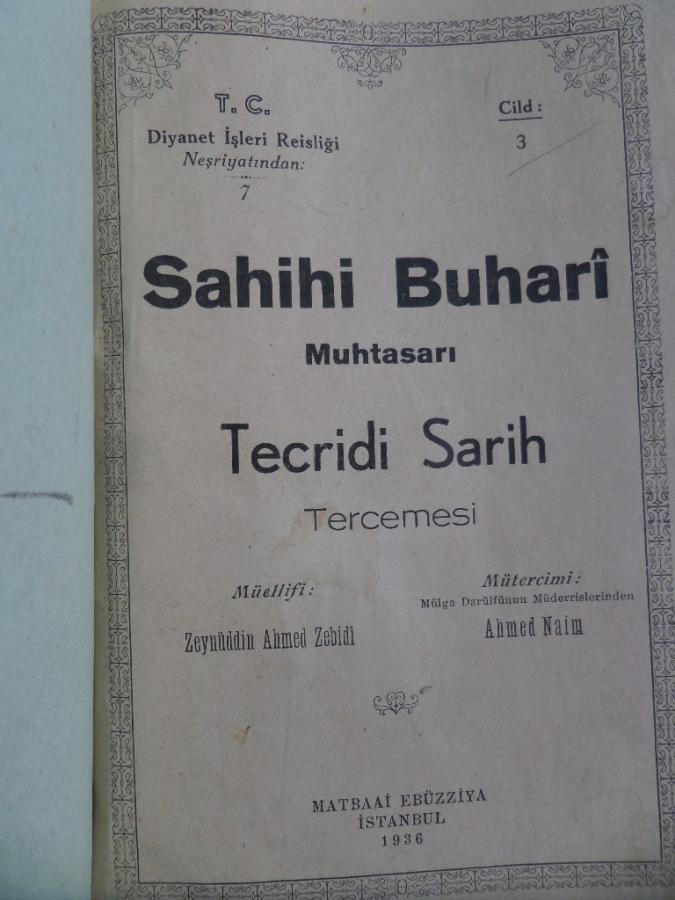 T. C.
Diyanet İşleri Reisliği
Neşriyatından:
7
Cild :
3
Sahihi Buharî
Muhtasarı
Tecridi Sarih
Tercemesi
Müellifi :
Zeynüddin Ahmed Zebidî
Mütercimi :
Mülga Darülfünun Müderrislerinden
Ahmed Naim
MATBAAİ EBÜZZİYA
İSTANBUL
1936